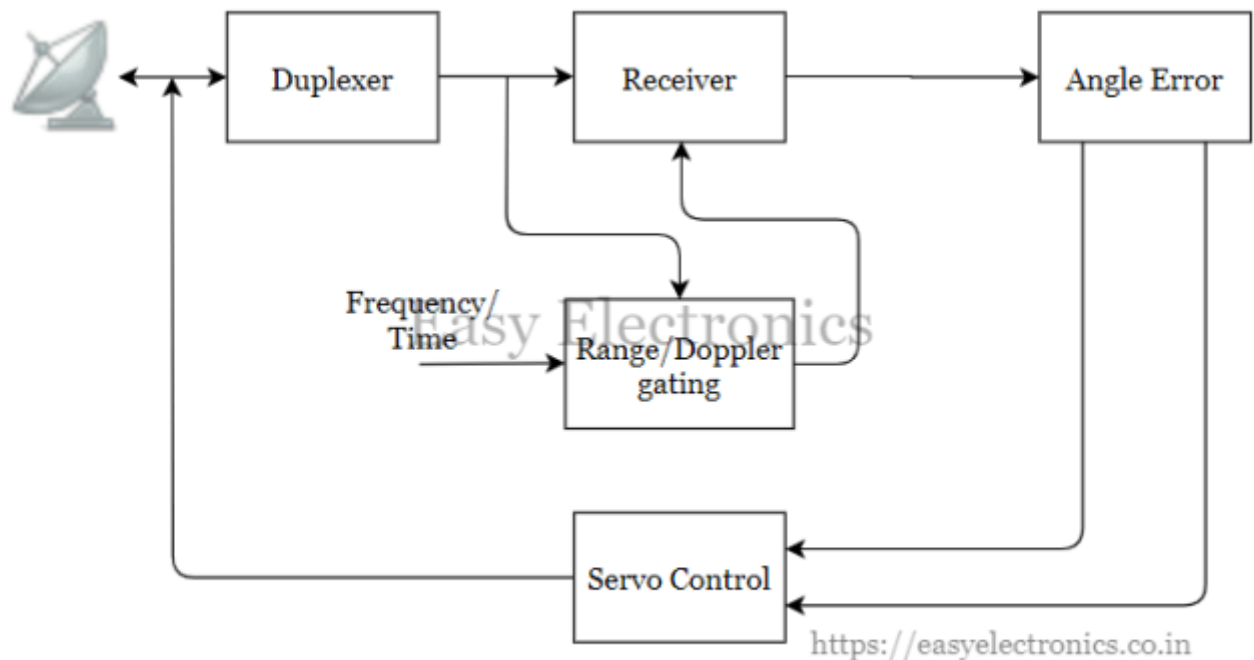 Duplexer
Receiver
Angle Error
Frequency/
Time
Easy Electronics
Range/Doppler
gating
Servo Control
https://easyelectronics.co.in